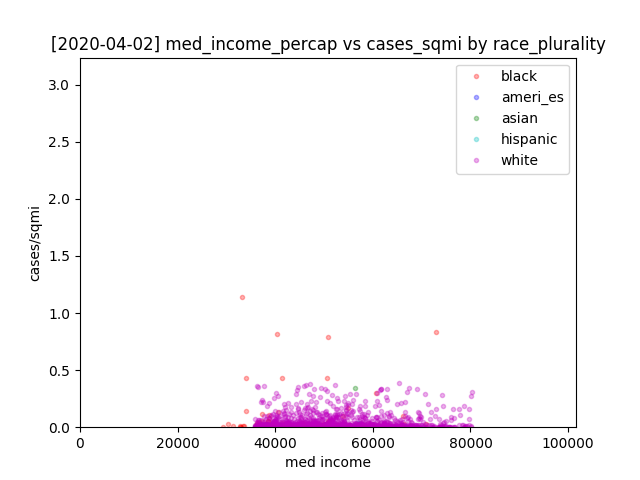 [2020-04-02] med_income_percap vs cases_sqmi by race_plurality
black
ameri_es
asian
hispanic
white
3.0
2.5
2.0
1.5
1.0
0.5
0.0
cases/sqmi
0 20000 40000 60000 80000 100000
med income